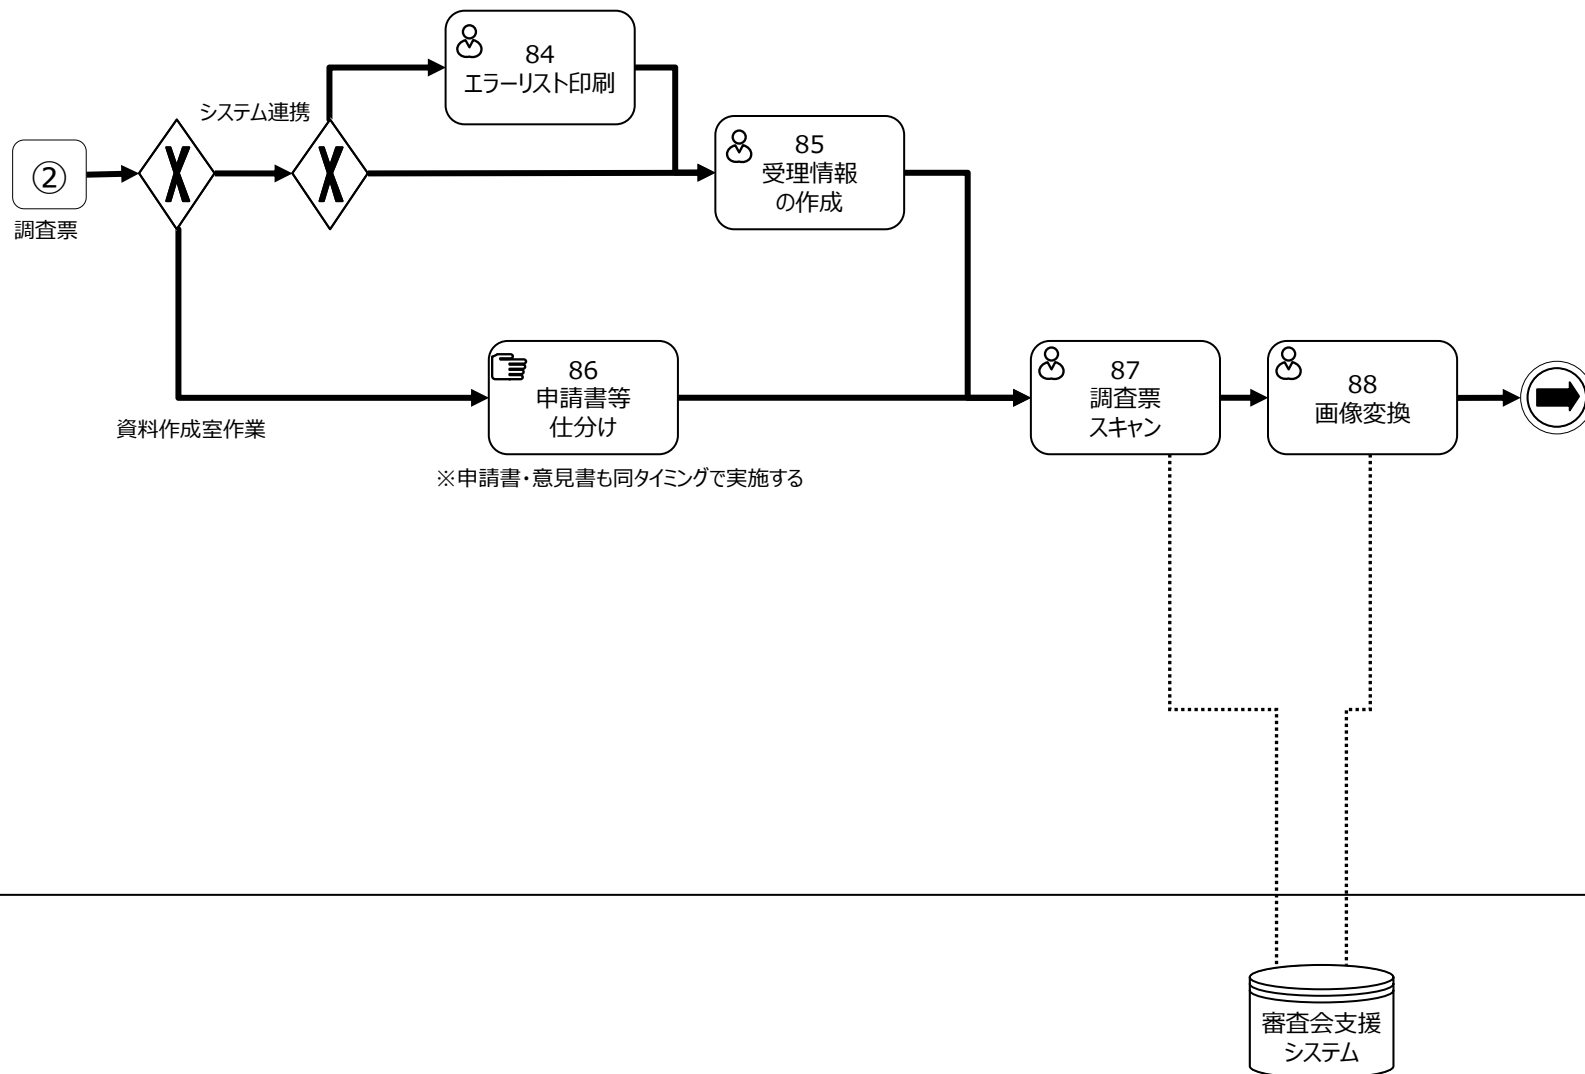 84
エラーリスト印刷
システム連携
②
調査票
85
受理情報
の作成
86
申請書等
仕分け
資料作成室作業
※申請書・意見書も同タイミングで実施する
87
調査票
スキャン
88
画像変換
審査会支援
システム